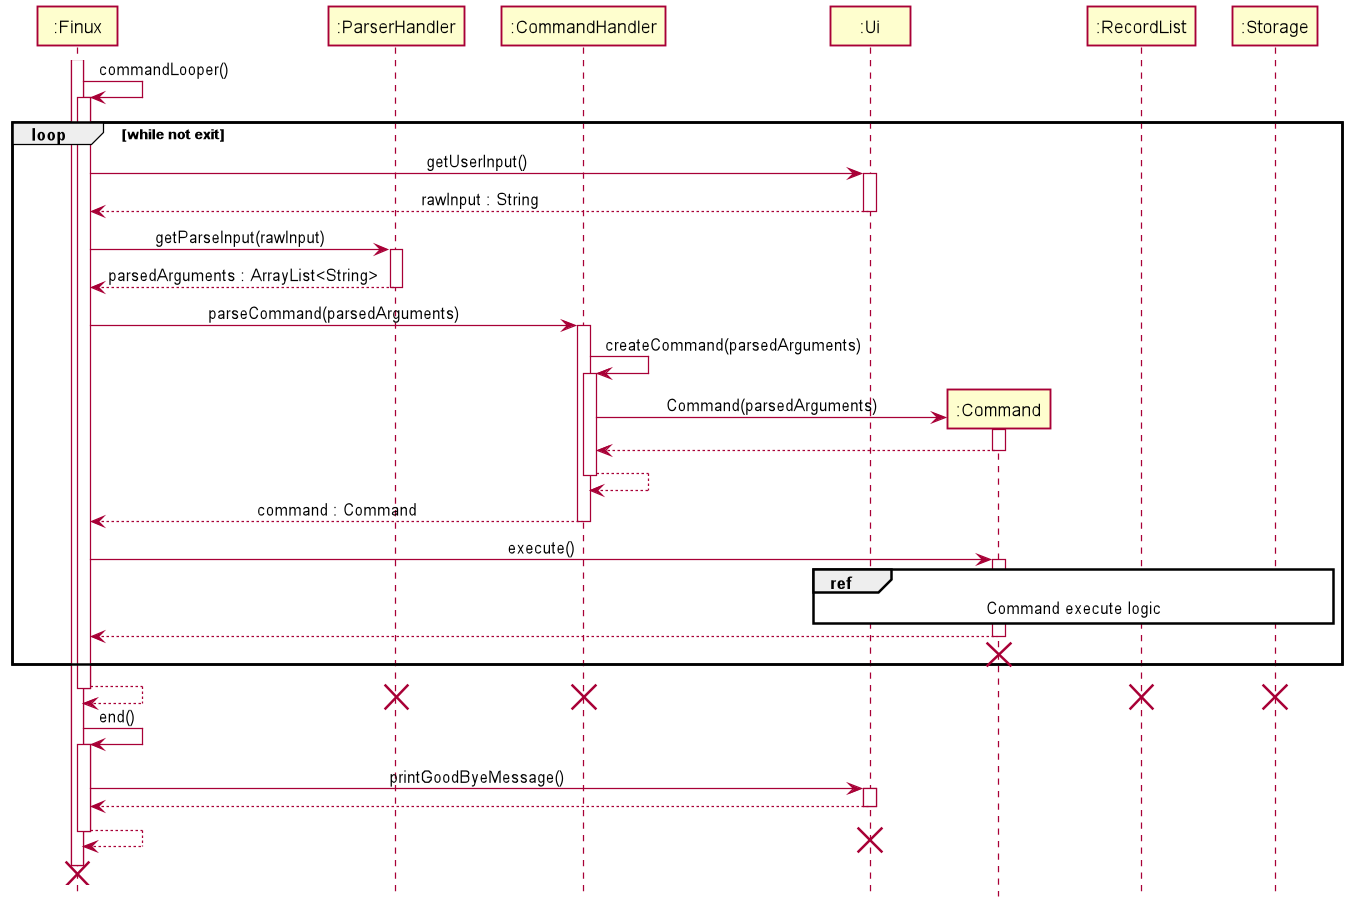 :Finux
:ParserHandler
:CommandHandler
:Ui
:RecordList
:Storage
commandLooper()
loop
[while not exit]
getUserInput()
rawInput : String
getParseInput(rawInput)
parsedArguments : ArrayList<String>
parseCommand(parsedArguments)
createCommand(parsedArguments)
Command(parsedArguments)
:Command
command : Command
execute()
ref
Command execute logic
end()
printGoodByeMessage()